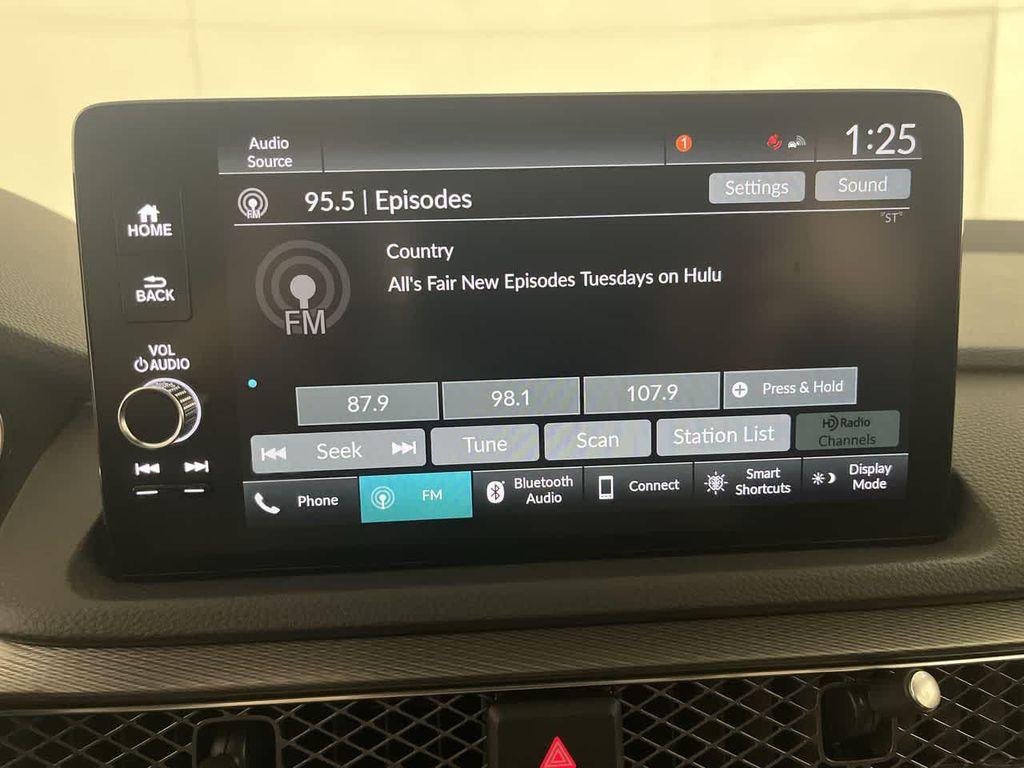 Audio
Source
1
1:25
95.5 | Episodes
Settings
Sound
"ST"
FM
HOME
Country
All's Fair New Episodes Tuesdays on Hulu
FM
BACK
VOL
AUDIO
87.9
98.1
107.9
Press & Hold
Seek
Tune
Scan
Station List
HD Radio
Channels
Phone
FM
Bluetooth
Audio
Connect
Smart
Shortcuts
Display
Mode